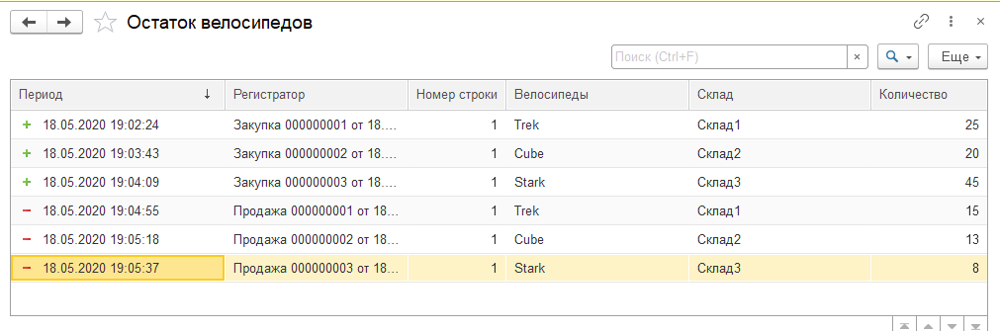 Остаток велосипедов
Поиск (Ctrl+F) × Еще
Период ↓ Регистратор Номер строки Велосипеды Склад Количество
+ 18.05.2020 19:02:24 Закупка 000000001 от 18.... 1 Trek Склад1 25
+ 18.05.2020 19:03:43 Закупка 000000002 от 18.... 1 Cube Склад2 20
+ 18.05.2020 19:04:09 Закупка 000000003 от 18.... 1 Stark Склад3 45
− 18.05.2020 19:04:55 Продажа 000000001 от 18... 1 Trek Склад1 15
− 18.05.2020 19:05:18 Продажа 000000002 от 18... 1 Cube Склад2 13
− 18.05.2020 19:05:37 Продажа 000000003 от 18... 1 Stark Склад3 8